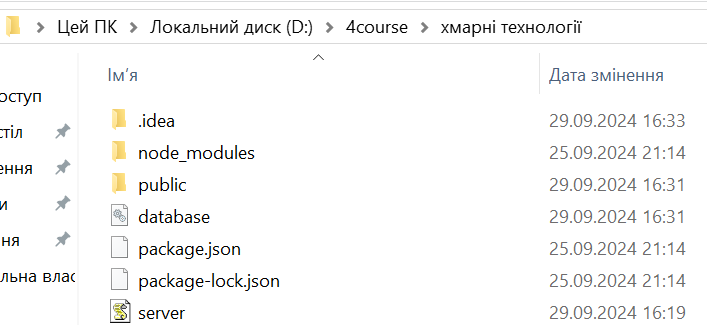 Цей ПК > Локальний диск (D:) > 4course > хмарні технології
Ім’я Дата змінення
оступ
стіл
ення
и
ня
альна влас
.idea 29.09.2024 16:33
node_modules 25.09.2024 21:14
public 29.09.2024 16:31
database 29.09.2024 16:31
package.json 25.09.2024 21:14
package-lock.json 25.09.2024 21:14
server 29.09.2024 16:19